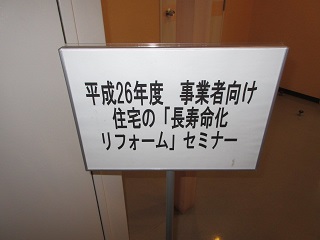 平成26年度　事業者向け
住宅の「長寿命化
リフォーム」セミナー